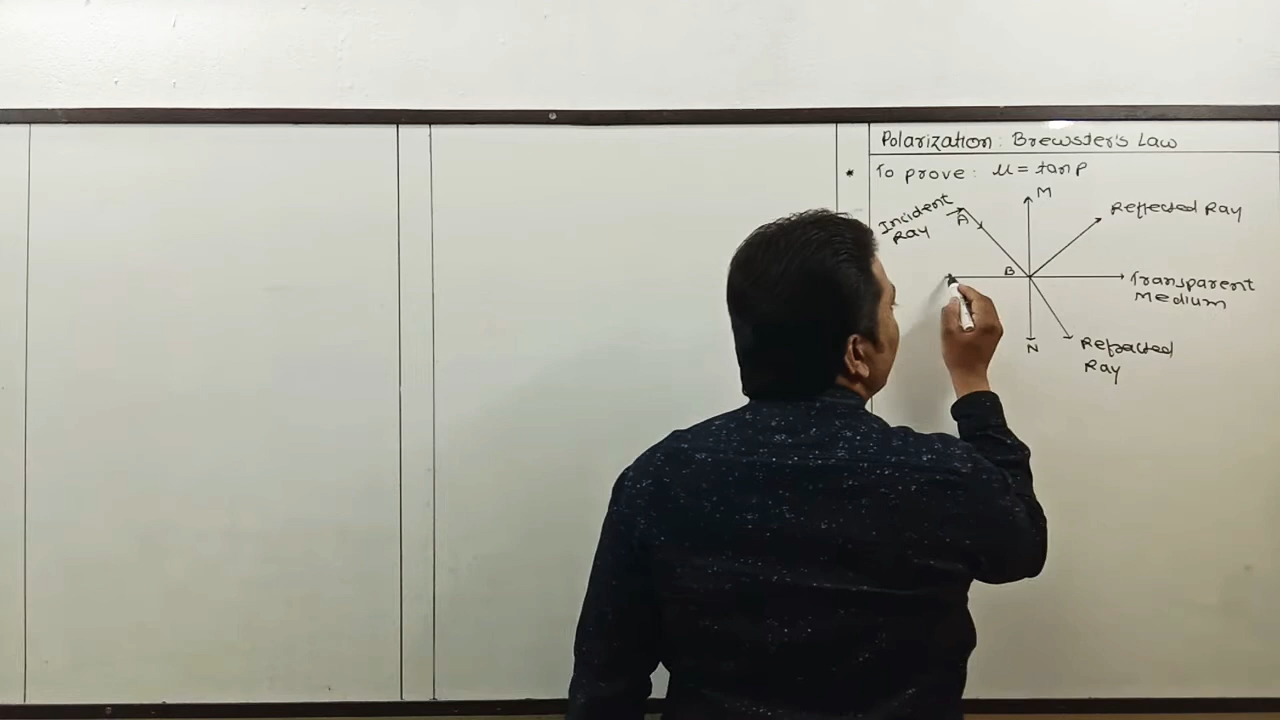 Polarization: Brewster's Law
* To prove: μ = tan p
M
Incident
Ray
A
Reflected Ray
B
Transparent
Medium
N
Refracted
Ray